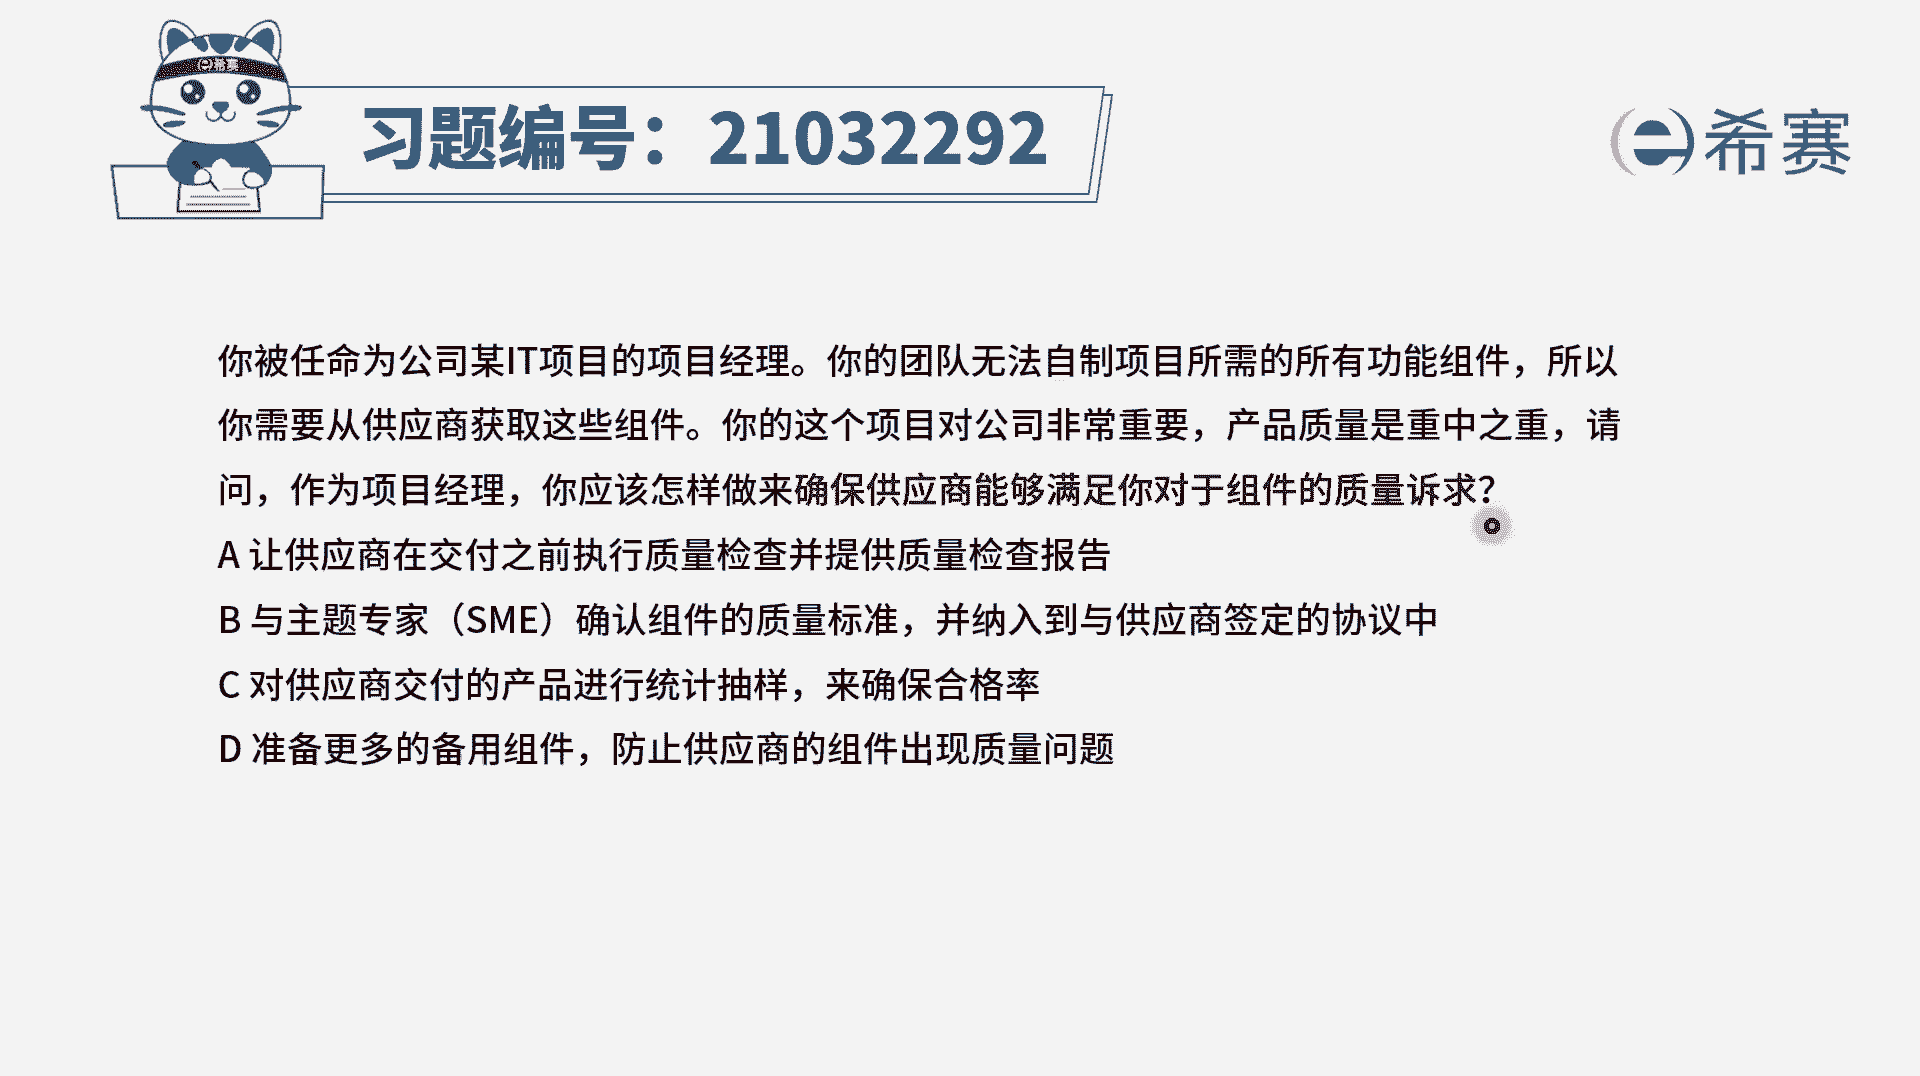 希赛
习题编号：21032292
希赛
你被任命为公司某IT项目的项目经理。你的团队无法自制项目所需的所有功能组件，所以
你需要从供应商获取这些组件。你的这个项目对公司非常重要，产品质量是重中之重，请
问，作为项目经理，你应该怎样做来确保供应商能够满足你对于组件的质量诉求？
A 让供应商在交付之前执行质量检查并提供质量检查报告
B 与主题专家（SME）确认组件的质量标准，并纳入到与供应商签定的协议中
C 对供应商交付的产品进行统计抽样，来确保合格率
D 准备更多的备用组件，防止供应商的组件出现质量问题